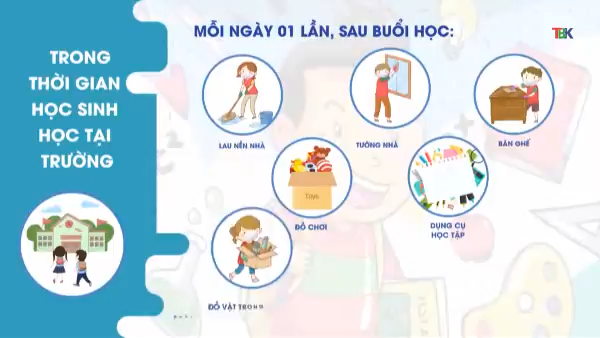 TRONG
THỜI GIAN
HỌC SINH
HỌC TẠI
TRƯỜNG
MỖI NGÀY 01 LẦN, SAU BUỔI HỌC:
TBK
LAU NỀN NHÀ
TƯỜNG NHÀ
BÀN GHẾ
Toys
ĐỒ CHƠI
DỤNG CỤ
HỌC TẬP
ĐỒ VẬT TRONG